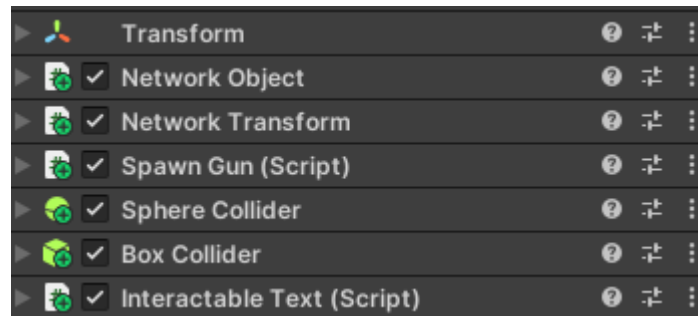 Transform
Network Object
Network Transform
Spawn Gun (Script)
Sphere Collider
Box Collider
Interactable Text (Script)